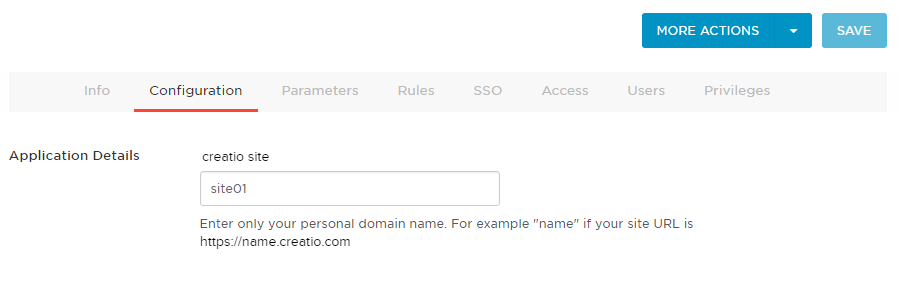 MORE ACTIONS
SAVE
Info Configuration Parameters Rules SSO Access Users Privileges
Application Details creatio site
site01
Enter only your personal domain name. For example "name" if your site URL is
https://name.creatio.com